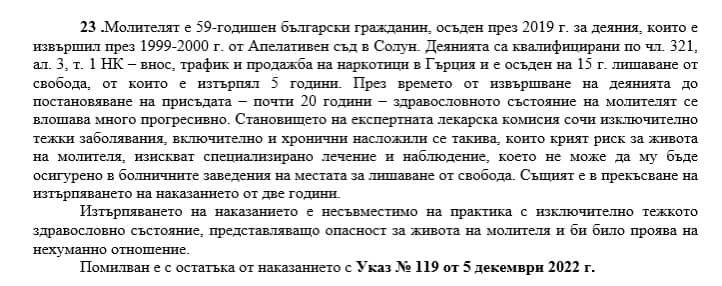 23 .Молителят е 59-годишен български гражданин, осъден през 2019 г. за деяния, които е
извършил през 1999-2000 г. от Апелативен съд в Солун. Деянията са квалифицирани по чл. 321,
ал. 3, т. 1 НК – внос, трафик и продажба на наркотици в Гърция и е осъден на 15 г. лишаване от
свобода, от които е изтърпял 5 години. През времето от извършване на деянията до
постановяване на присъдата – почти 20 години – здравословното състояние на молителят се
влошава много прогресивно. Становището на експертната лекарска комисия сочи изключително
тежки заболявания, включително и хронични насложили се такива, които крият риск за живота
на молителя, изискват специализирано лечение и наблюдение, което не може да му бъде
осигурено в болничните заведения на местата за лишаване от свобода. Същият е в прекъсване на
изтърпяването на наказанието от две години.
Изтърпяването на наказанието е несъвместимо на практика с изключително тежкото
здравословно състояние, представляващо опасност за живота на молителя и би било проява на
нехуманно отношение.
Помилван е с остатъка от наказанието с Указ № 119 от 5 декември 2022 г.